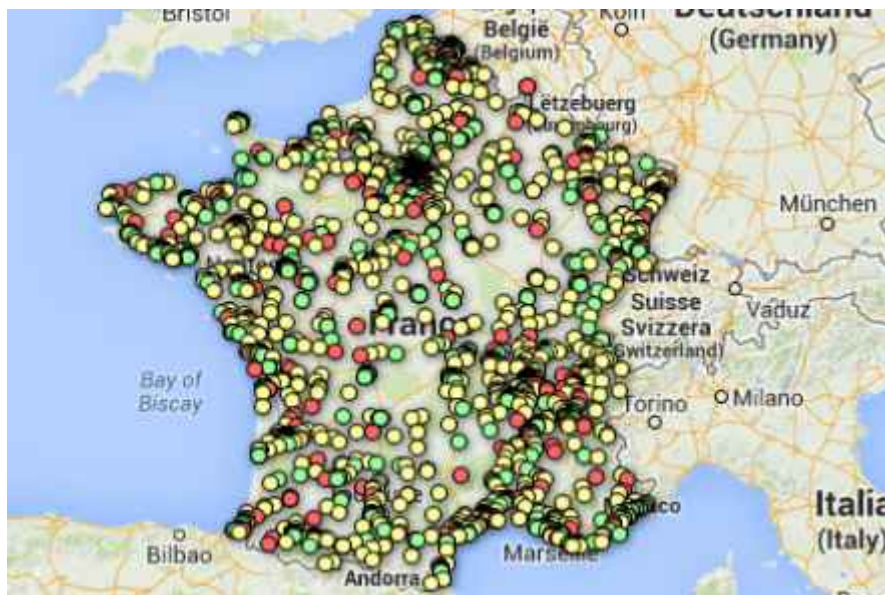 Bristol
België
(Belgium)
Köln
Deutschland
(Germany)
Lëtzebuerg
München
Schweiz
Suisse
Svizzera
(Switzerland)
Vaduz
Bay of
Biscay
Torino
Milano
Italia
(Italy)
Bilbao
Andorra
Marseille